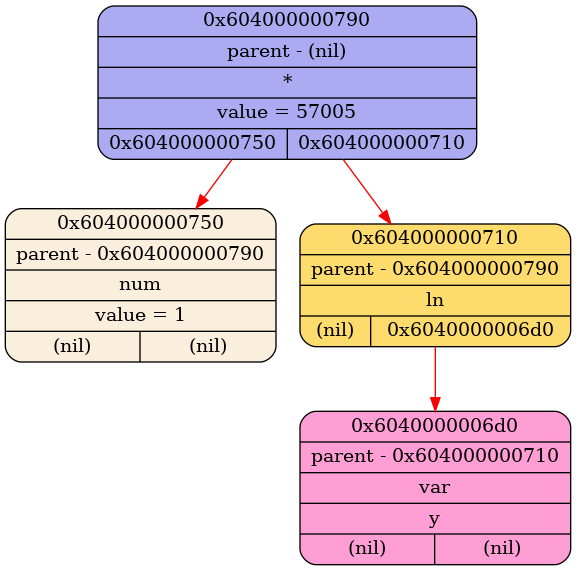 0x604000000790
parent - (nil)
*
value = 57005
0x604000000750 0x604000000710
0x604000000750
parent - 0x604000000790
num
value = 1
(nil) (nil)
0x604000000710
parent - 0x604000000790
ln
(nil) 0x6040000006d0
0x6040000006d0
parent - 0x604000000710
var
y
(nil) (nil)